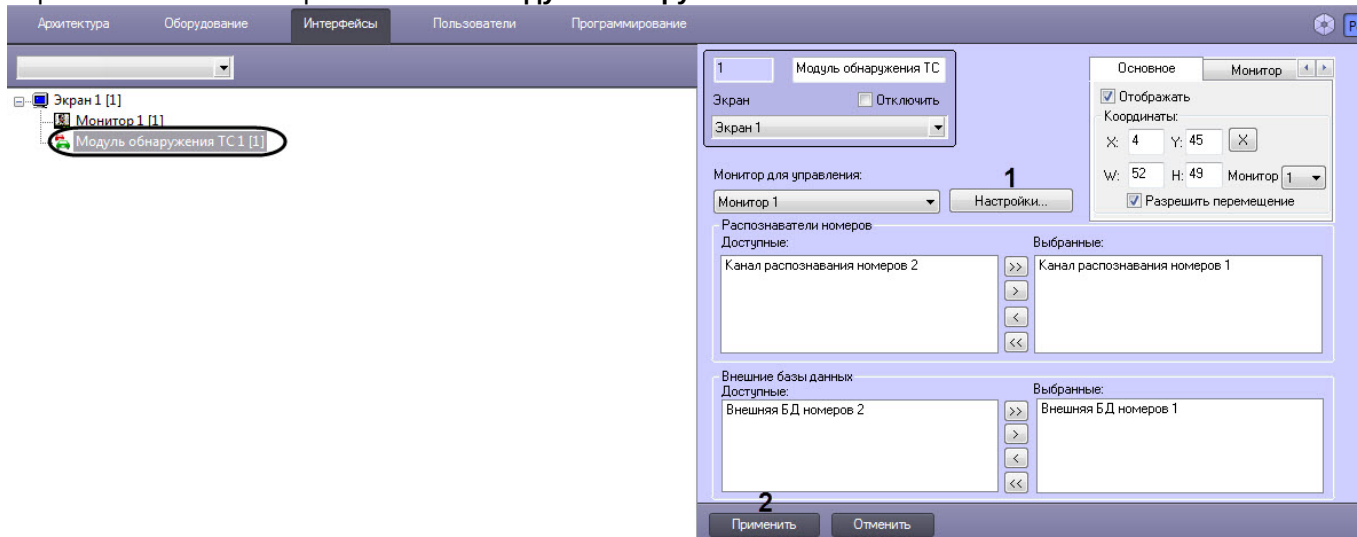 Архитектура Оборудование Интерфейсы Пользователи Программирование
Экран 1 [1]
Монитор 1 [1]
Модуль обнаружения ТС 1 [1]
1 Модуль обнаружения ТС
Экран Отключить
Экран 1
Основное Монитор
Отображать
Координаты:
X: 4 Y: 45 X
W: 52 H: 49 Монитор 1
Разрешить перемещение
Монитор для управления:
1
Монитор 1 Настройки...
Распознаватели номеров
Доступные: Выбранные:
Канал распознавания номеров 2 >> Канал распознавания номеров 1
>
<
<<
Внешние базы данных
Доступные: Выбранные:
Внешняя БД номеров 2 >> Внешняя БД номеров 1
>
<
<<
2
Применить Отменить